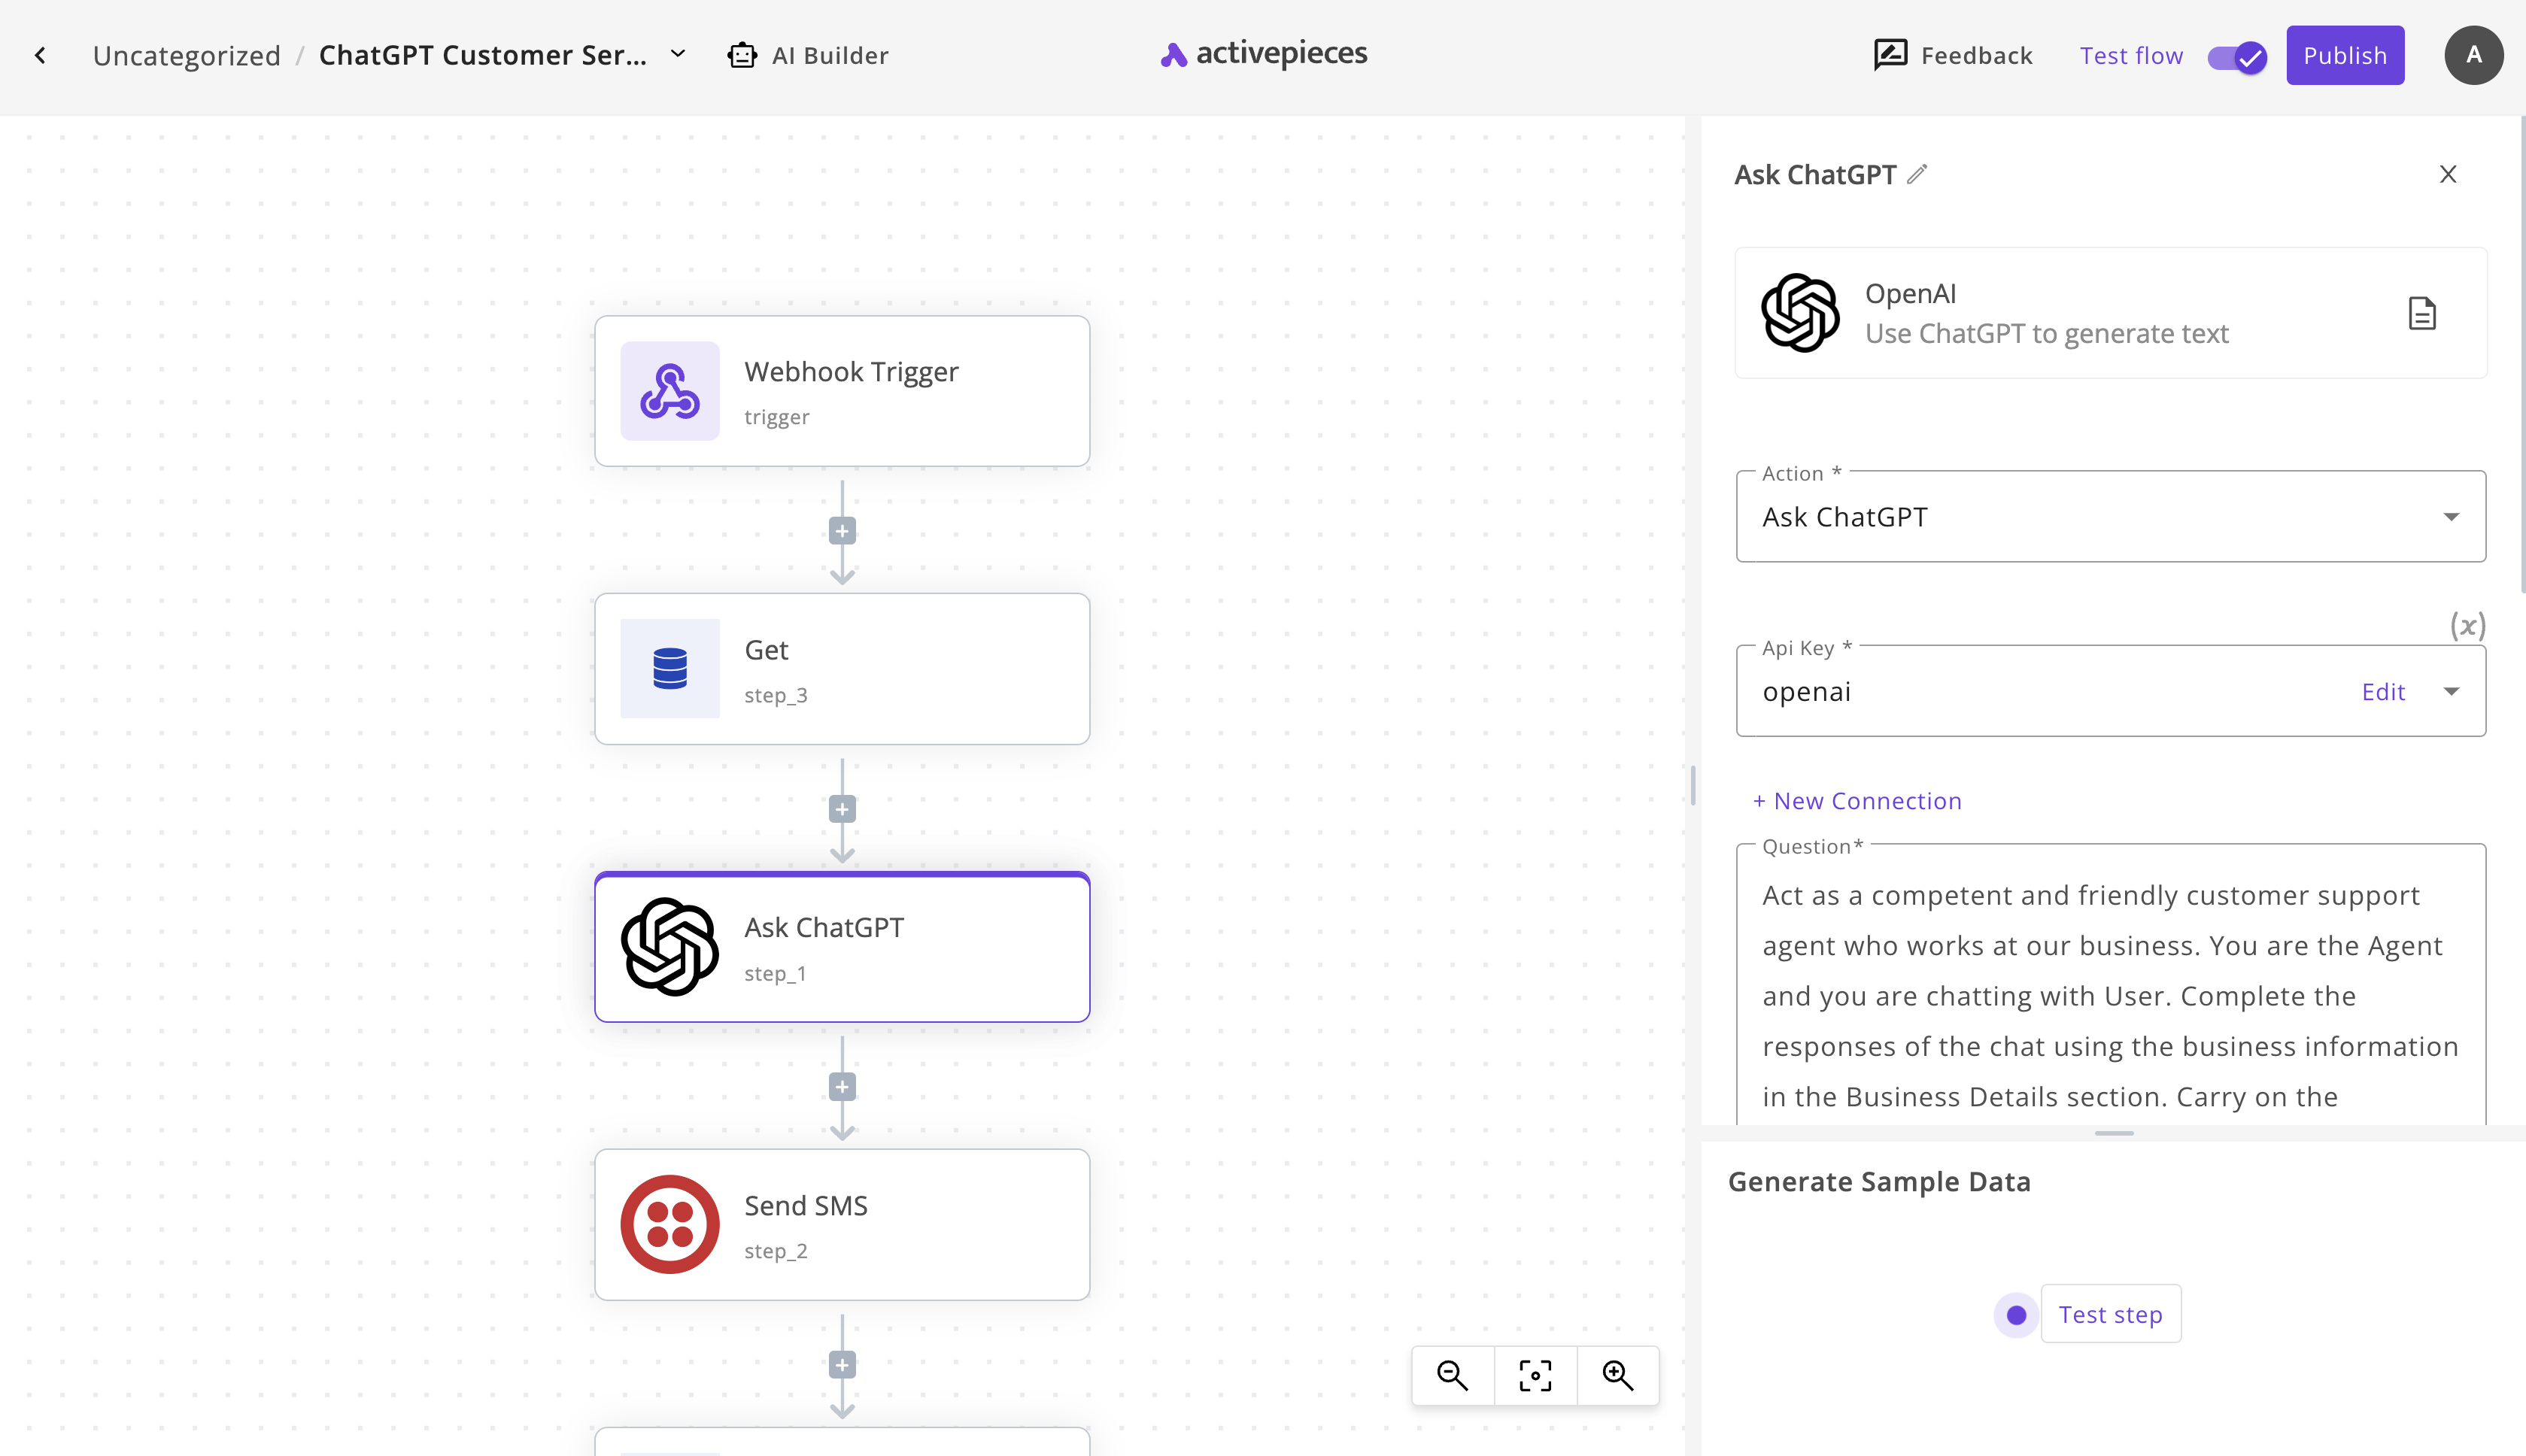 Uncategorized / ChatGPT Customer Ser...
AI Builder
activepieces
Feedback
Test flow
Publish
A
Webhook Trigger
trigger
Get
step_3
Ask ChatGPT
step_1
Send SMS
step_2
Ask ChatGPT
OpenAI
Use ChatGPT to generate text
Action *
Ask ChatGPT
(x)
Api Key *
openai
Edit
+ New Connection
Question*
Act as a competent and friendly customer support
agent who works at our business. You are the Agent
and you are chatting with User. Complete the
responses of the chat using the business information
in the Business Details section. Carry on the
Generate Sample Data
Test step